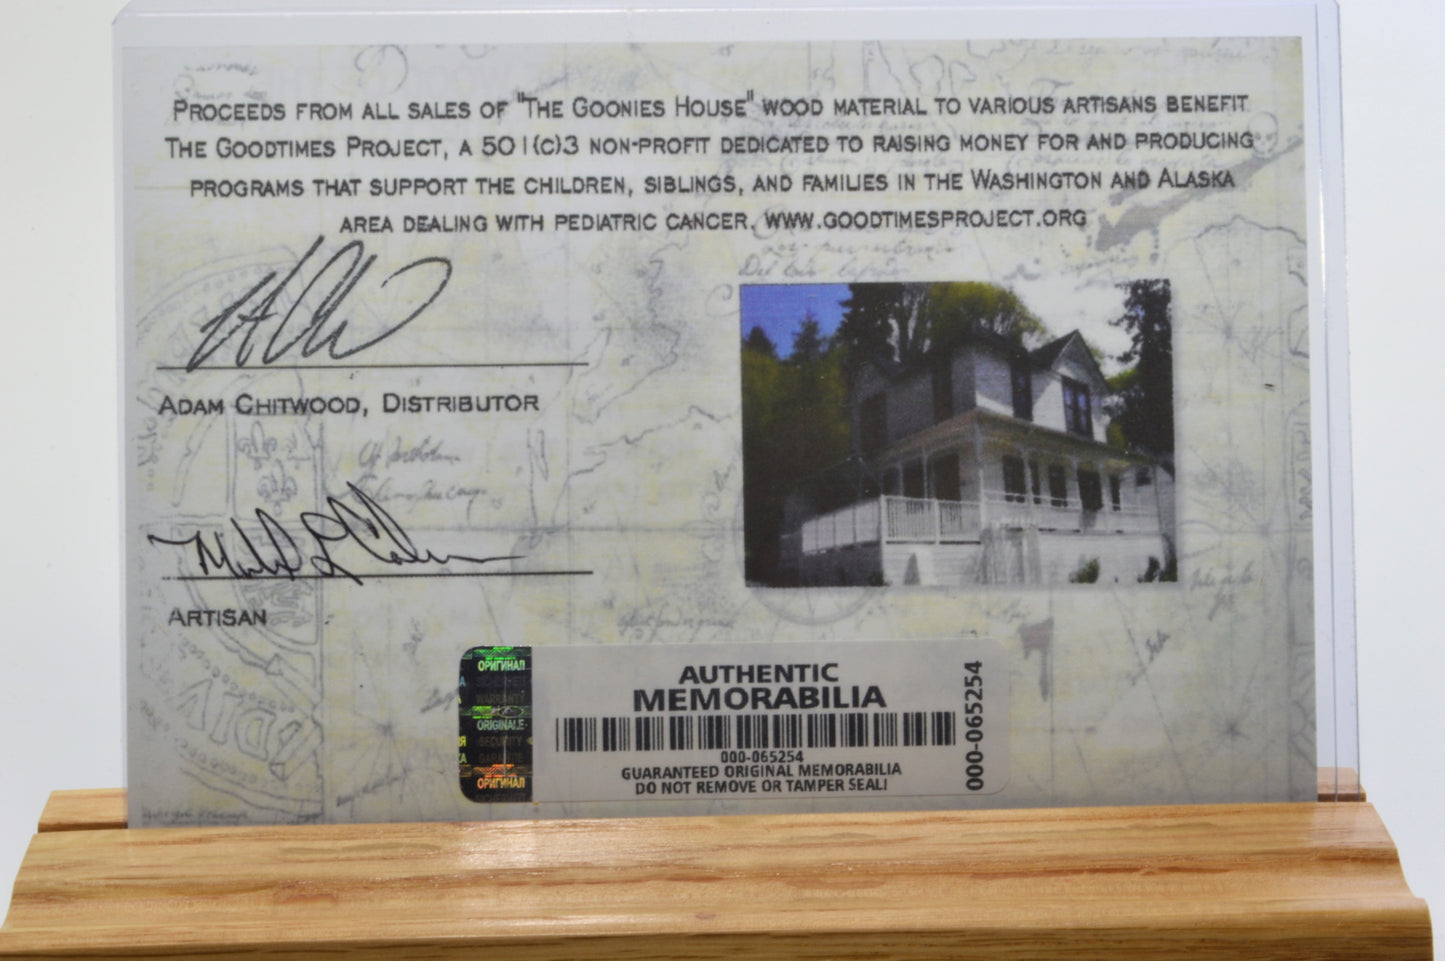 PROCEEDS FROM ALL SALES OF "THE GOONIES HOUSE" WOOD MATERIAL TO VARIOUS ARTISANS BENEFIT
THE GOODTIMES PROJECT, A 501(C)3 NON-PROFIT DEDICATED TO RAISING MONEY FOR AND PRODUCING
PROGRAMS THAT SUPPORT THE CHILDREN, SIBLINGS, AND FAMILIES IN THE WASHINGTON AND ALASKA
AREA DEALING WITH PEDIATRIC CANCER. WWW.GOODTIMESPROJECT.ORG
ADAM CHITWOOD, DISTRIBUTOR
ARTISAN
ОРИГИНАЛ
WARRANTY
ORIGINALE
SECURITY
ОРИГИНАЛ
AUTHENTIC
MEMORABILIA
000-065254
GUARANTEED ORIGINAL MEMORABILIA
DO NOT REMOVE OR TAMPER SEAL!
000-065254